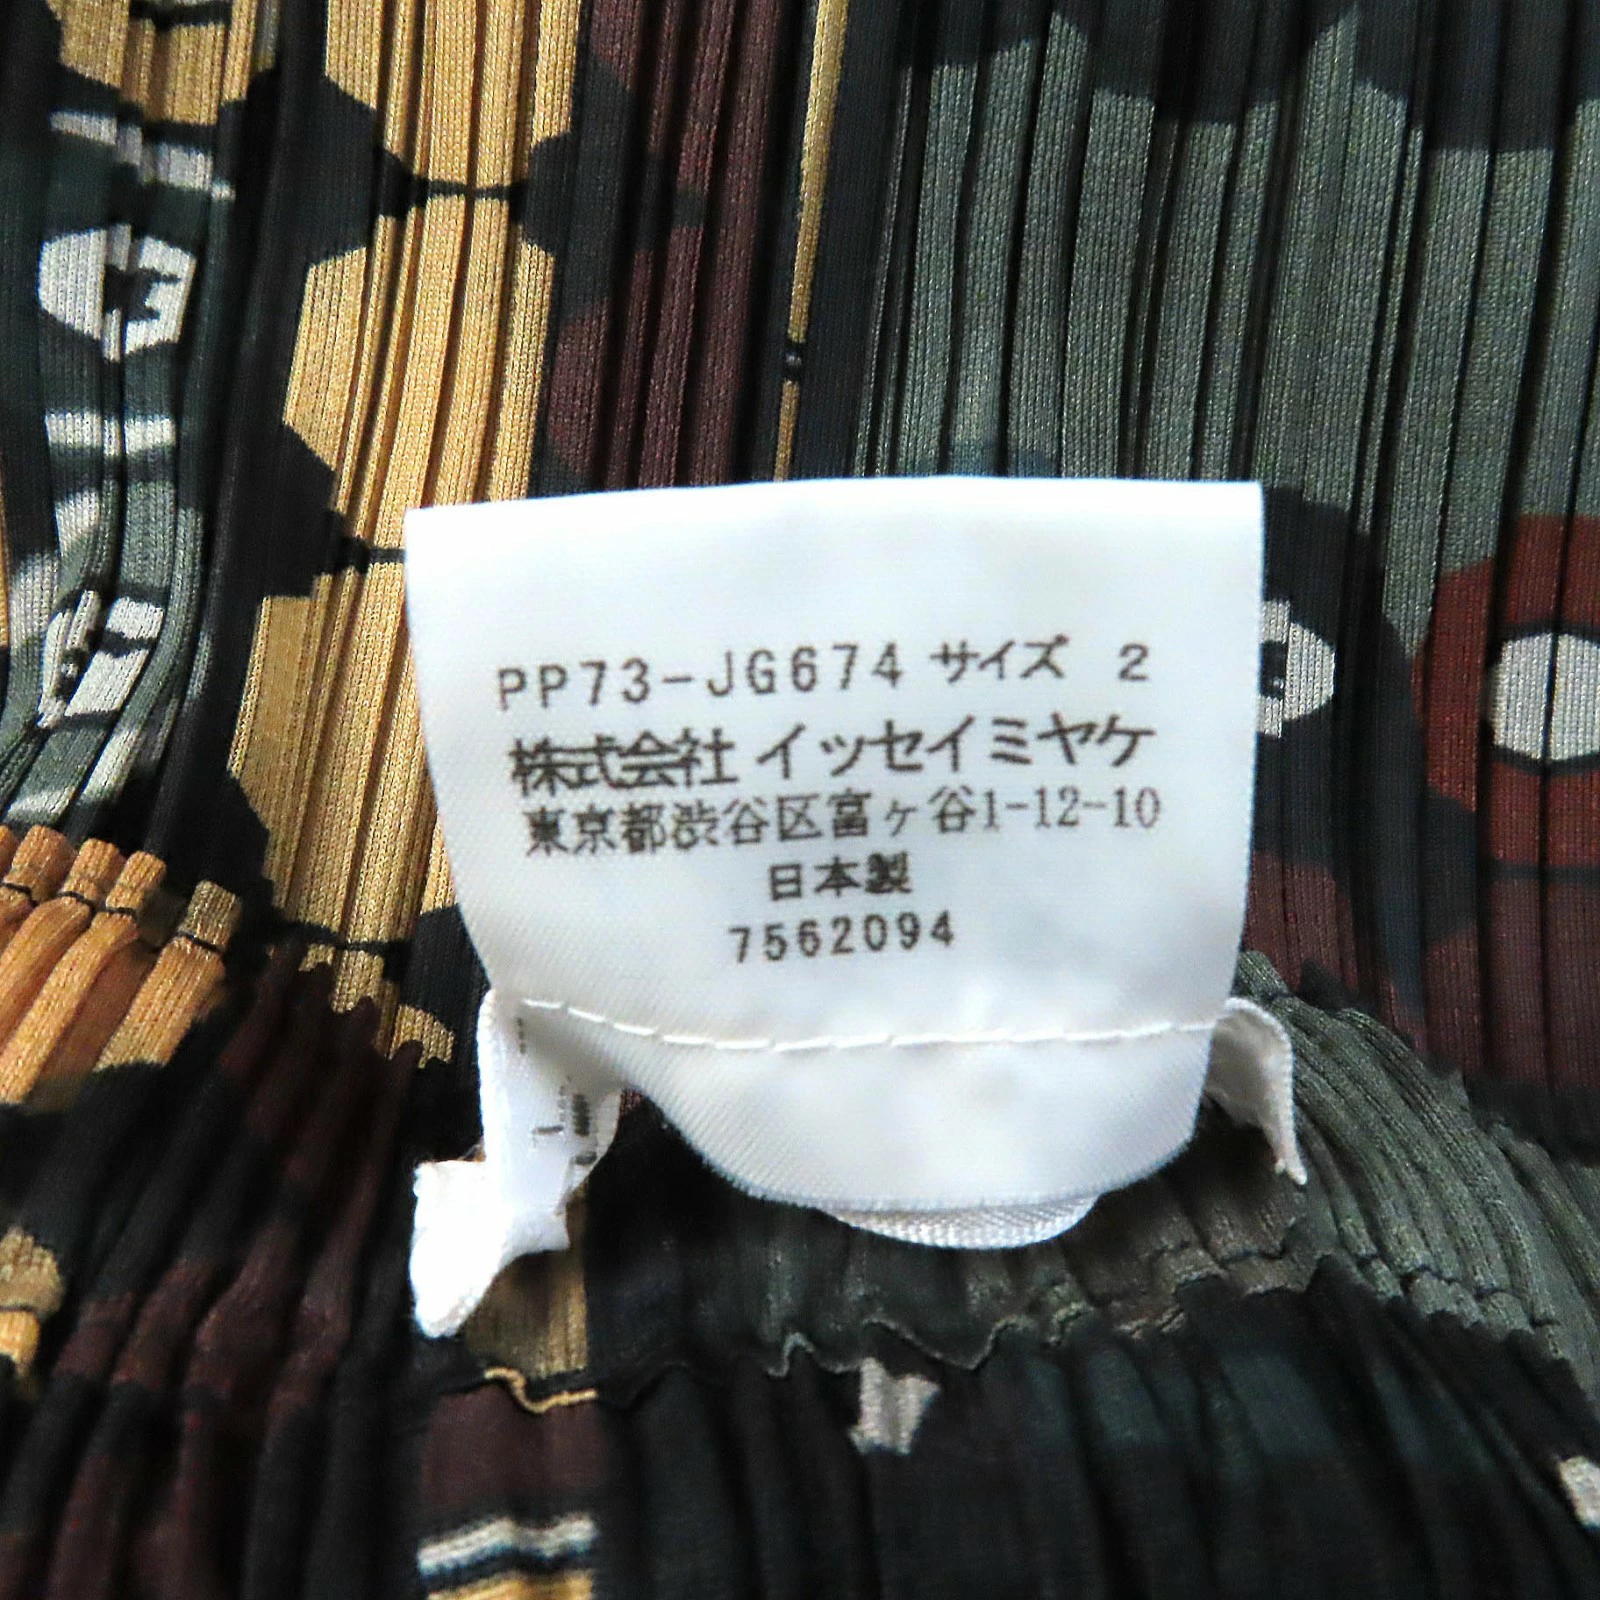 PP73-JG674 サイズ 2
株式会社 イッセイミヤケ
東京都渋谷区富ヶ谷1-12-10
日本製
7562094